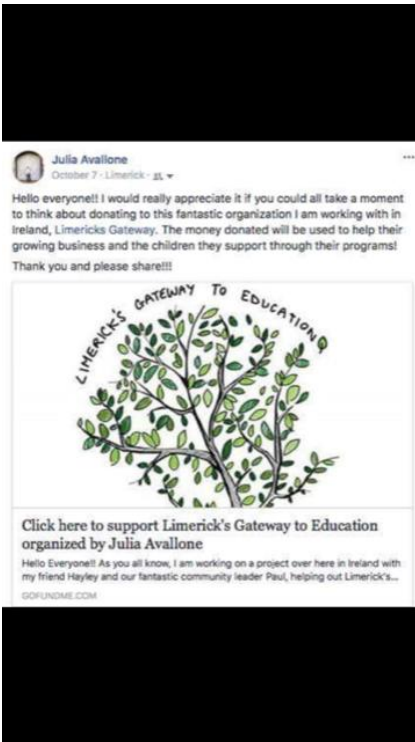 Julia Avallone
October 7 · Limerick ·
Hello everyone!! I would really appreciate it if you could all take a moment
to think about donating to this fantastic organization I am working with in
Ireland, Limericks Gateway. The money donated will be used to help their
growing business and the children they support through their programs!
Thank you and please share!!!
LIMERICK'S GATEWAY TO EDUCATION
Click here to support Limerick's Gateway to Education
organized by Julia Avallone
Hello Everyone!! As you all know, I am working on a project over here in Ireland with
my friend Hayley and our fantastic community leader Paul, helping out Limerick's...
GOFUNDME.COM